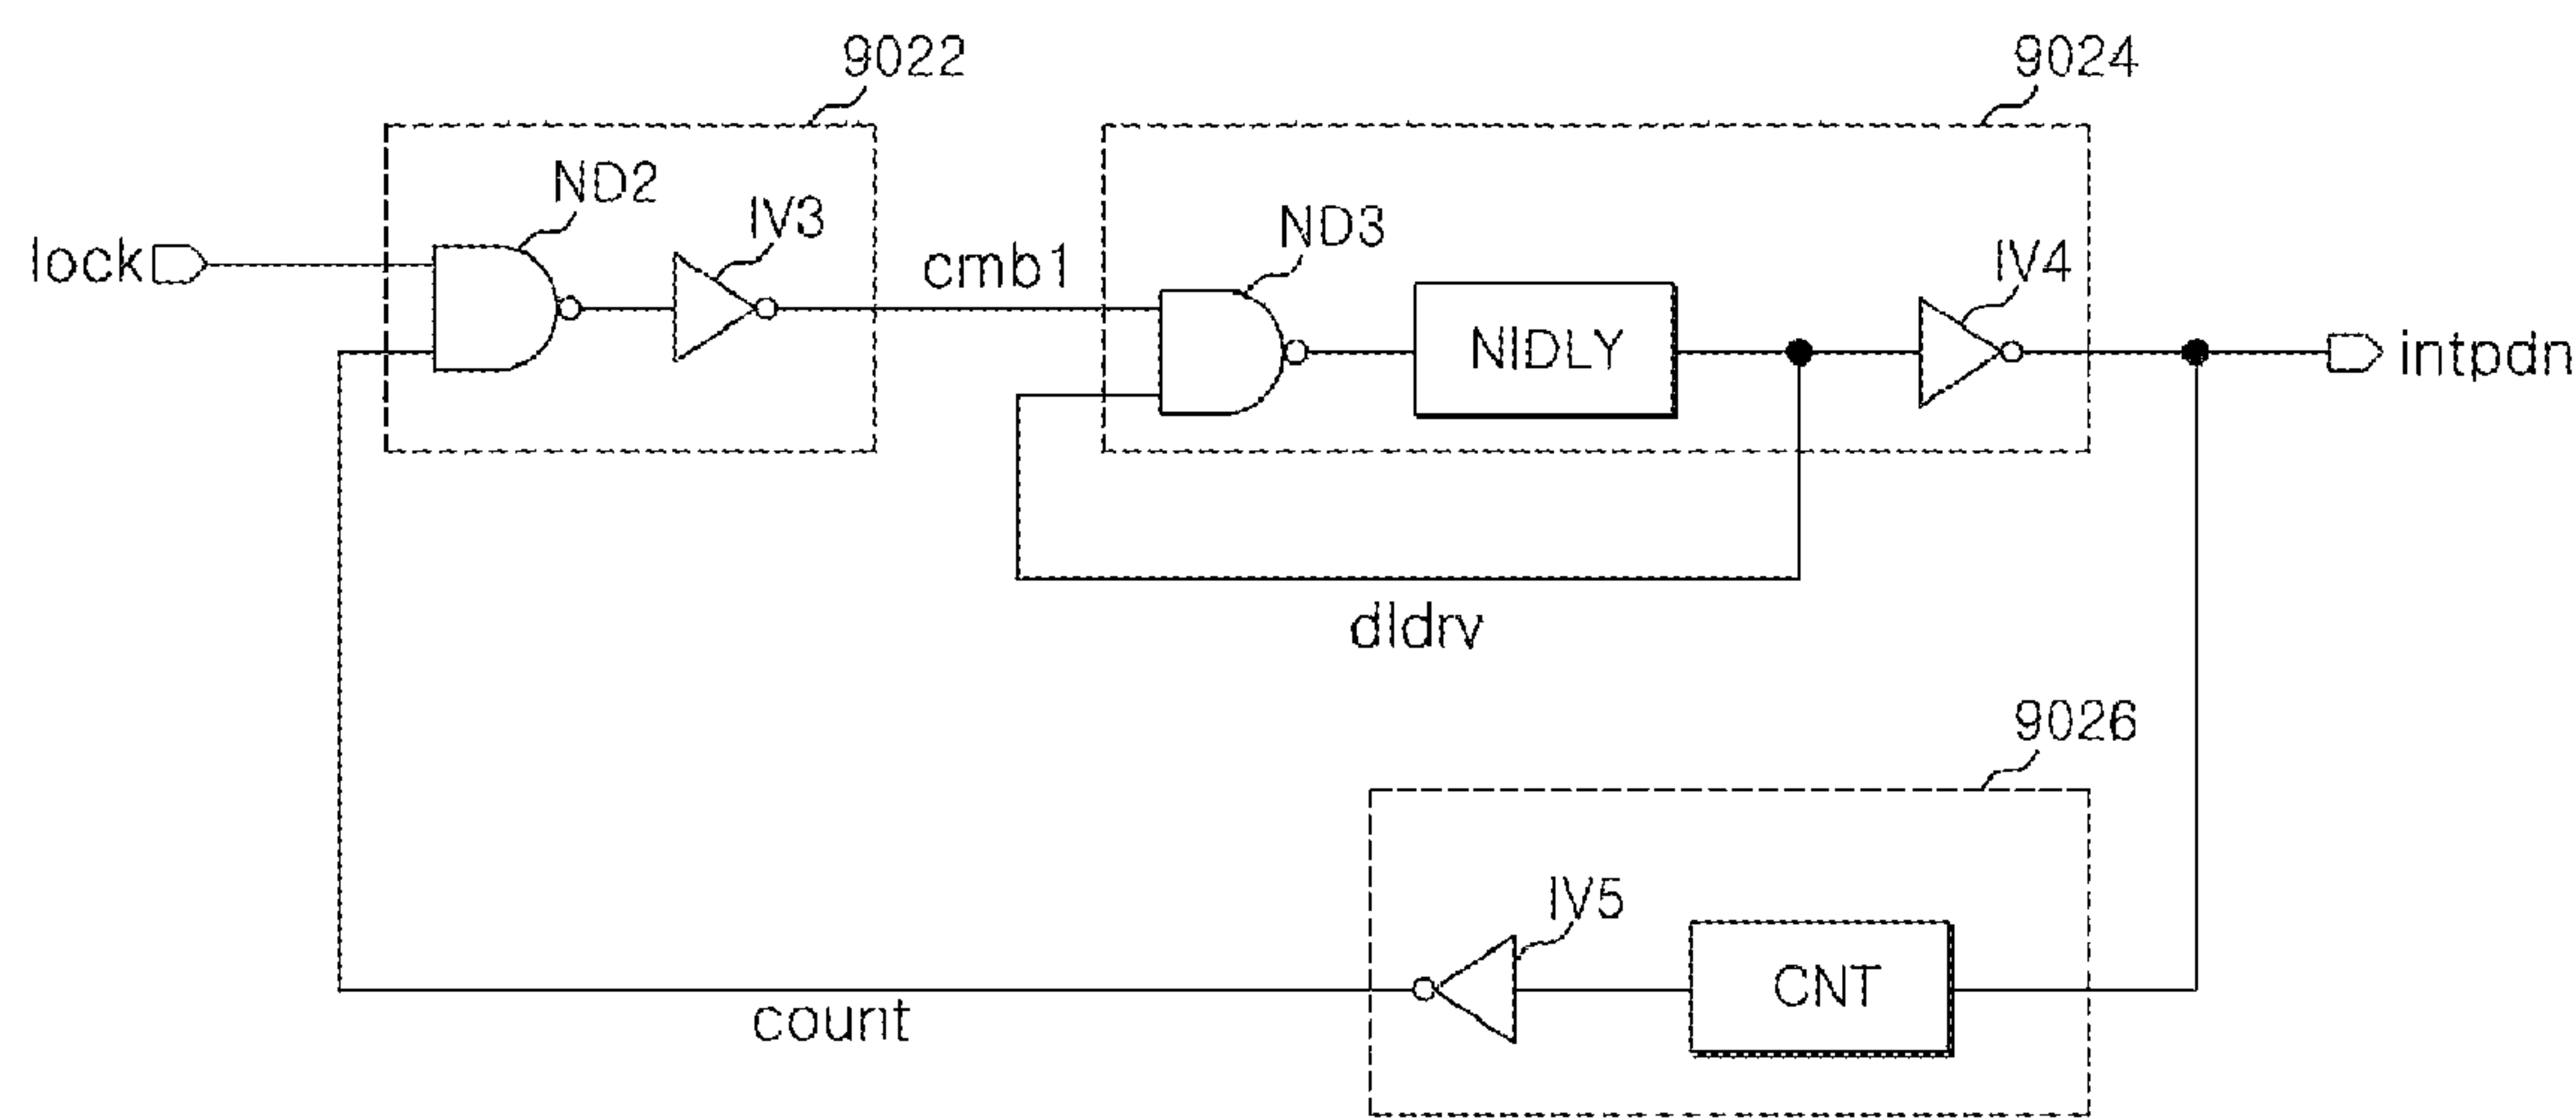 9022
9024
ND2
IV3
lock
cmb1
ND3
NIDLY
IV4
intpdn
dldrv
9026
IV5
CNT
count